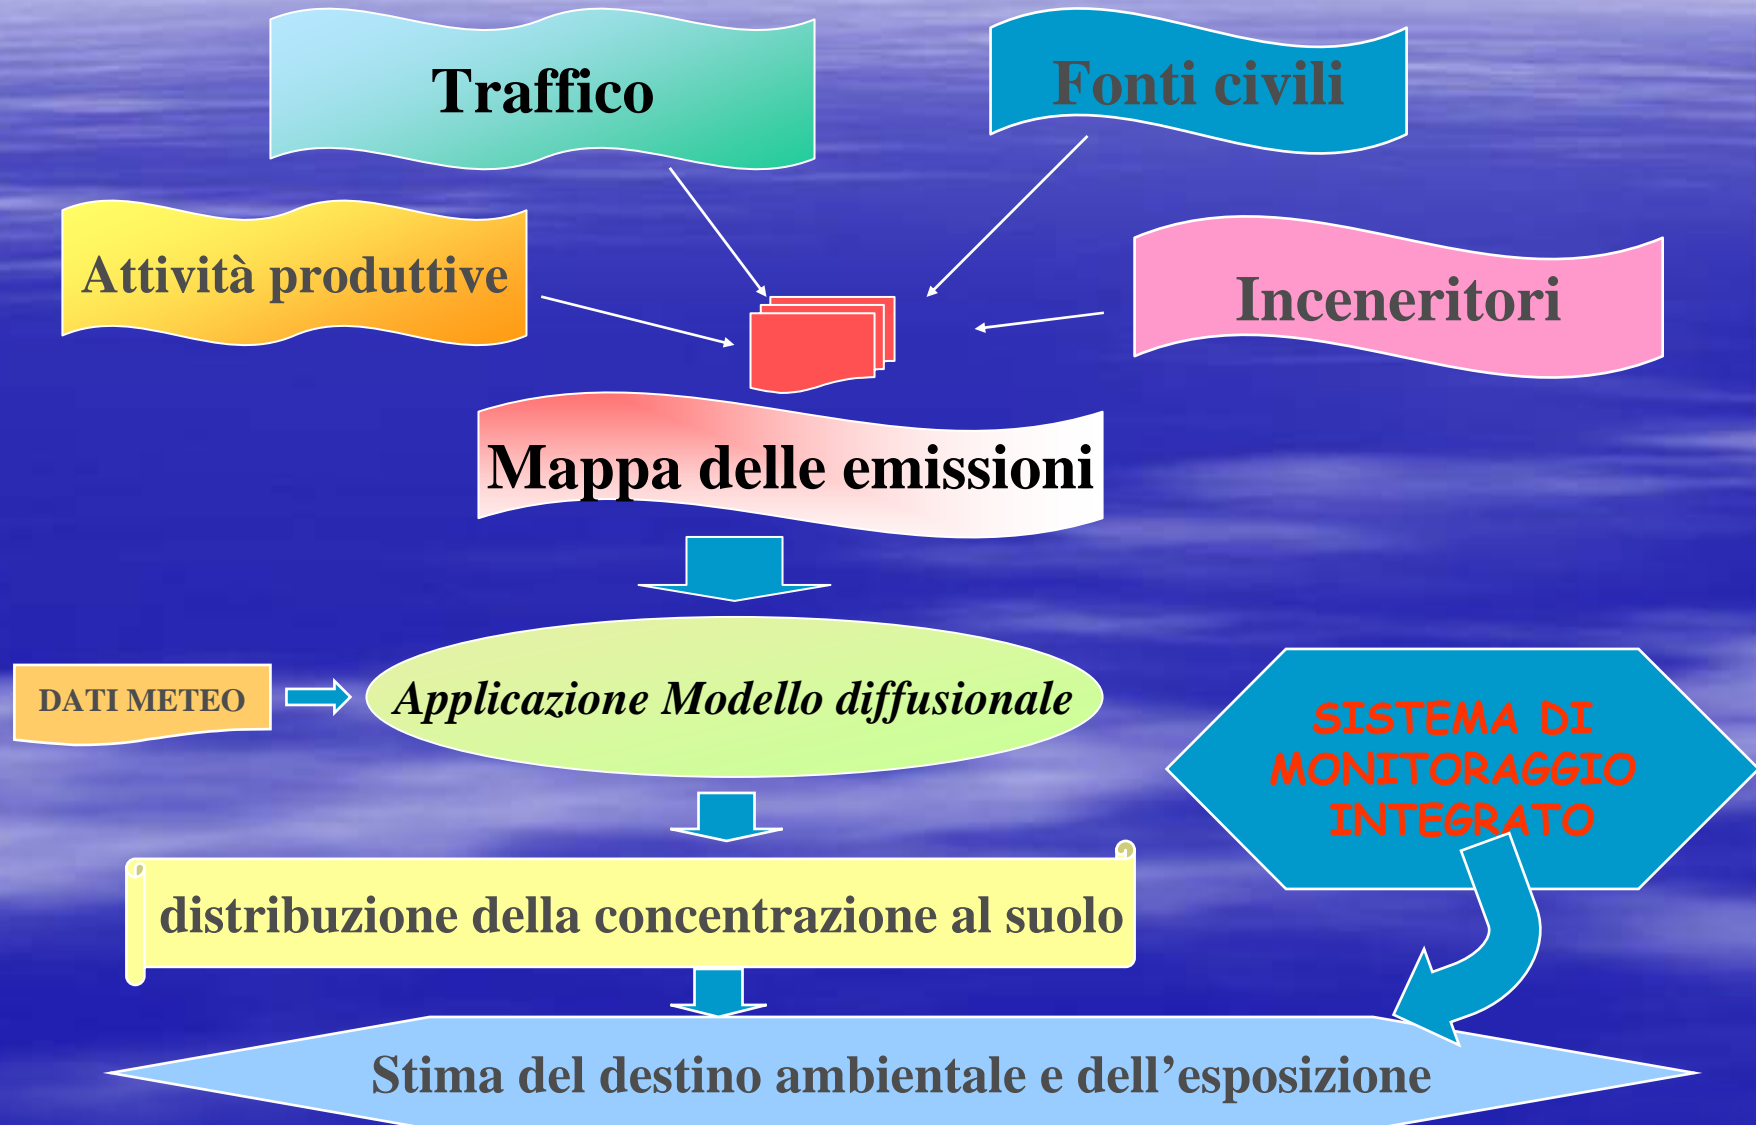 Traffico
Fonti civili
Attività produttive
Inceneritori
Mappa delle emissioni
DATI METEO
Applicazione Modello diffusionale
SISTEMA DI
MONITORAGGIO
INTEGRATO
distribuzione della concentrazione al suolo
Stima del destino ambientale e dell’esposizione